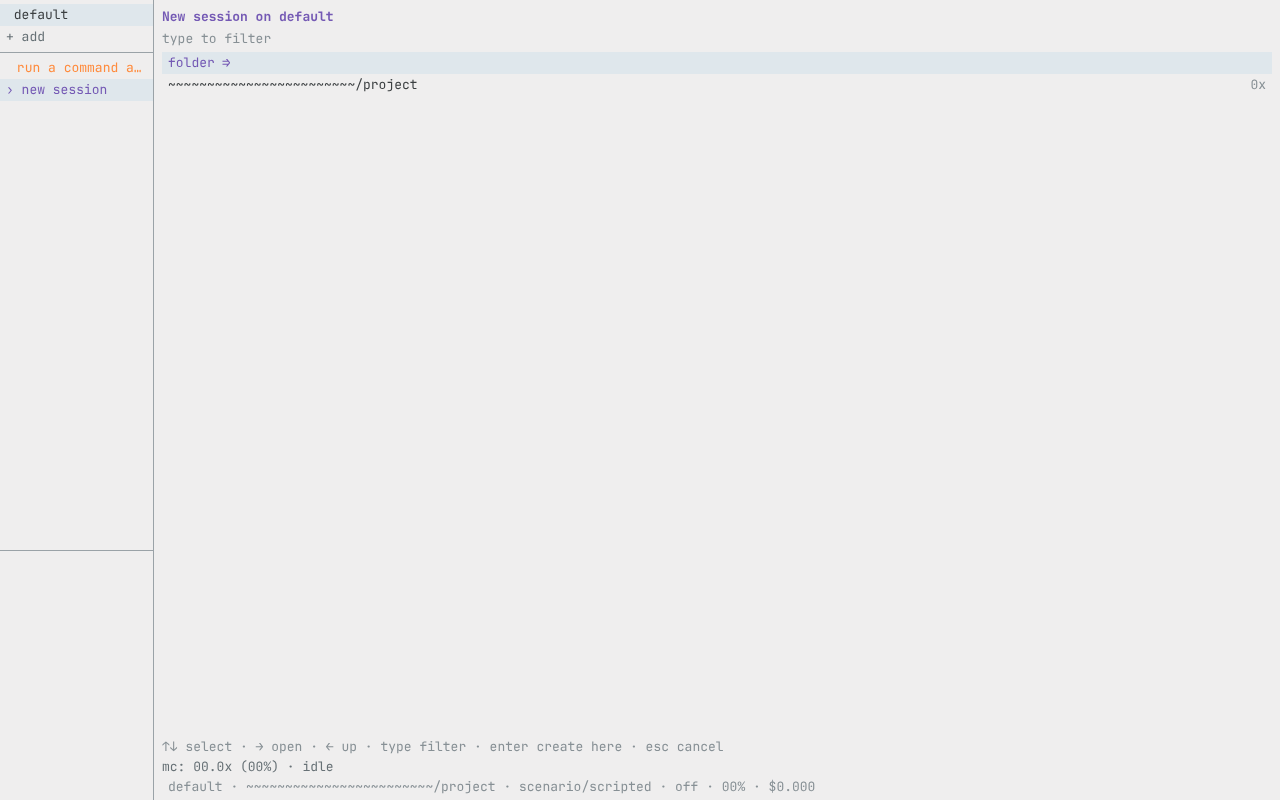 default
+ add
run a command a…
› new session
New session on default
type to filter
folder ⇒
~~~~~~~~~~~~~~~~~~~~~~~~/project 0x
↑↓ select · → open · ← up · type filter · enter create here · esc cancel
mc: 00.0x (00%) · idle
default · ~~~~~~~~~~~~~~~~~~~~~~~~/project · scenario/scripted · off · 00% · $0.000